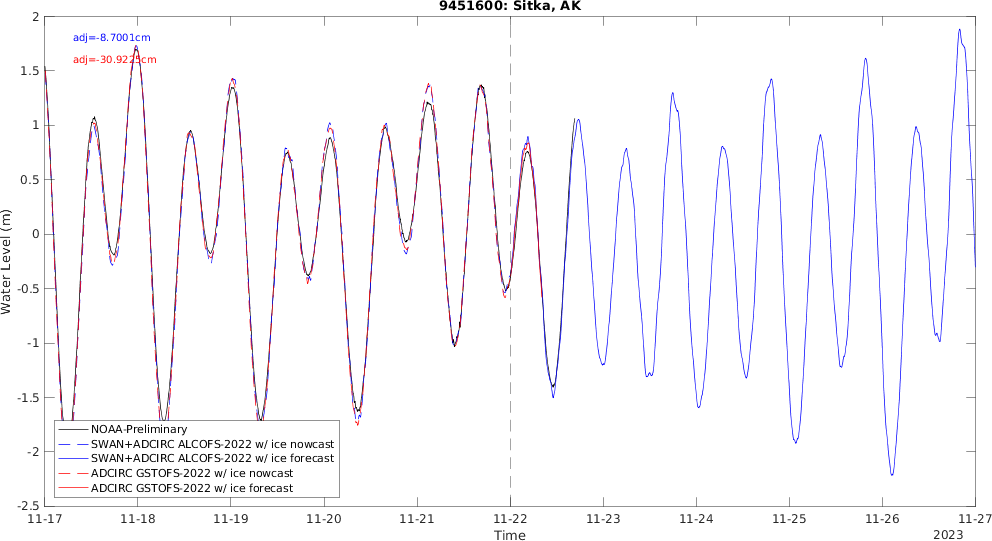 9451600: Sitka, AK
adj=-8.7001cm
adj=-30.9225cm
2
1.5
1
0.5
0
-0.5
-1
-1.5
-2
-2.5
Water Level (m)
NOAA-Preliminary
SWAN+ADCIRC ALCOFS-2022 w/ ice nowcast
SWAN+ADCIRC ALCOFS-2022 w/ ice forecast
ADCIRC GSTOFS-2022 w/ ice nowcast
ADCIRC GSTOFS-2022 w/ ice forecast
11-17 11-18 11-19 11-20 11-21 11-22 11-23 11-24 11-25 11-26 11-27
Time
2023